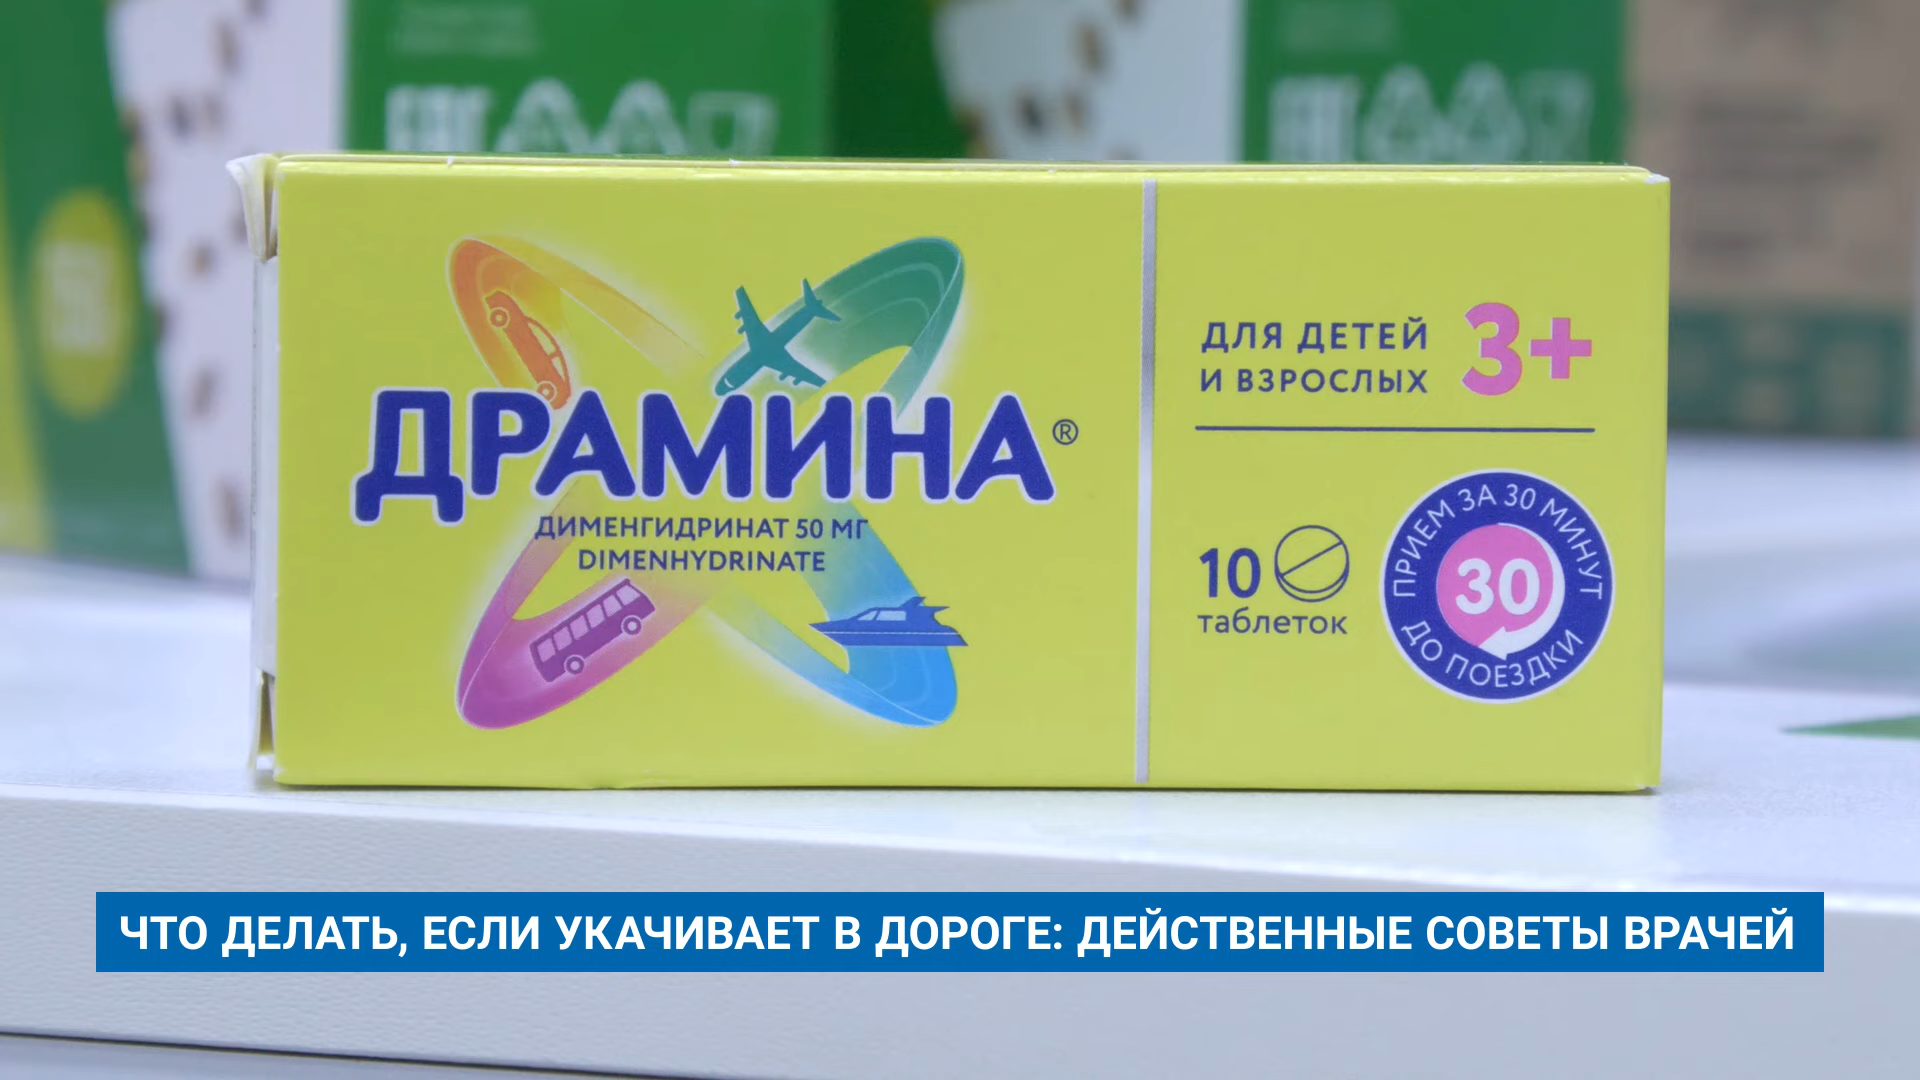 ДРАМИНА®
ДИМЕНГИДРИНАТ 50 МГ
DIMENHYDRINATE
ДЛЯ ДЕТЕЙ
И ВЗРОСЛЫХ
3+
10
таблеток
ПРИЕМ ЗА 30 МИНУТ
30
ДО ПОЕЗДКИ
ЧТО ДЕЛАТЬ, ЕСЛИ УКАЧИВАЕТ В ДОРОГЕ: ДЕЙСТВЕННЫЕ СОВЕТЫ ВРАЧЕЙ